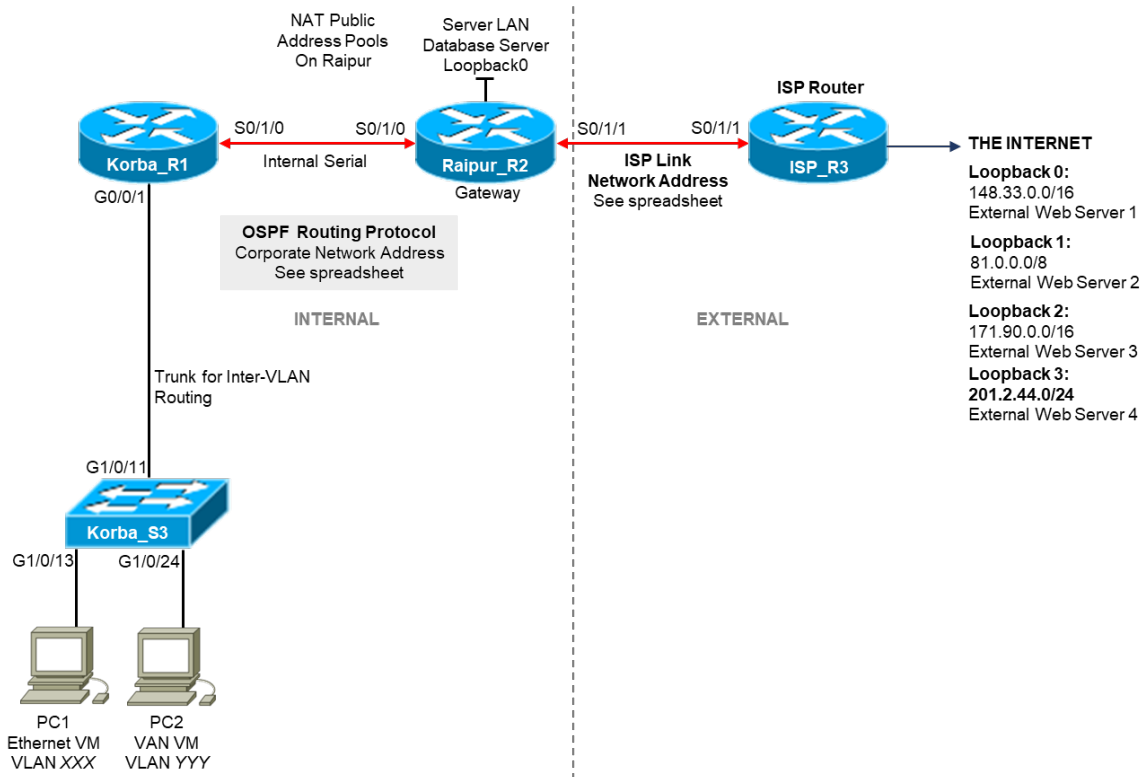 NAT Public
Address Pools
On Raipur
Server LAN
Database Server
Loopback0
ISP Router
Korba_R1
S0/1/0
S0/1/0
Internal Serial
Raipur_R2
Gateway
S0/1/1
S0/1/1
ISP Link
Network Address
See spreadsheet
ISP_R3
THE INTERNET
Loopback 0:
148.33.0.0/16
External Web Server 1
Loopback 1:
81.0.0.0/8
External Web Server 2
Loopback 2:
171.90.0.0/16
External Web Server 3
Loopback 3:
201.2.44.0/24
External Web Server 4
G0/0/1
OSPF Routing Protocol
Corporate Network Address
See spreadsheet
INTERNAL
EXTERNAL
Trunk for Inter-VLAN
Routing
G1/0/11
Korba_S3
G1/0/13
G1/0/24
PC1
Ethernet VM
VLAN XXX
PC2
VAN VM
VLAN YYY